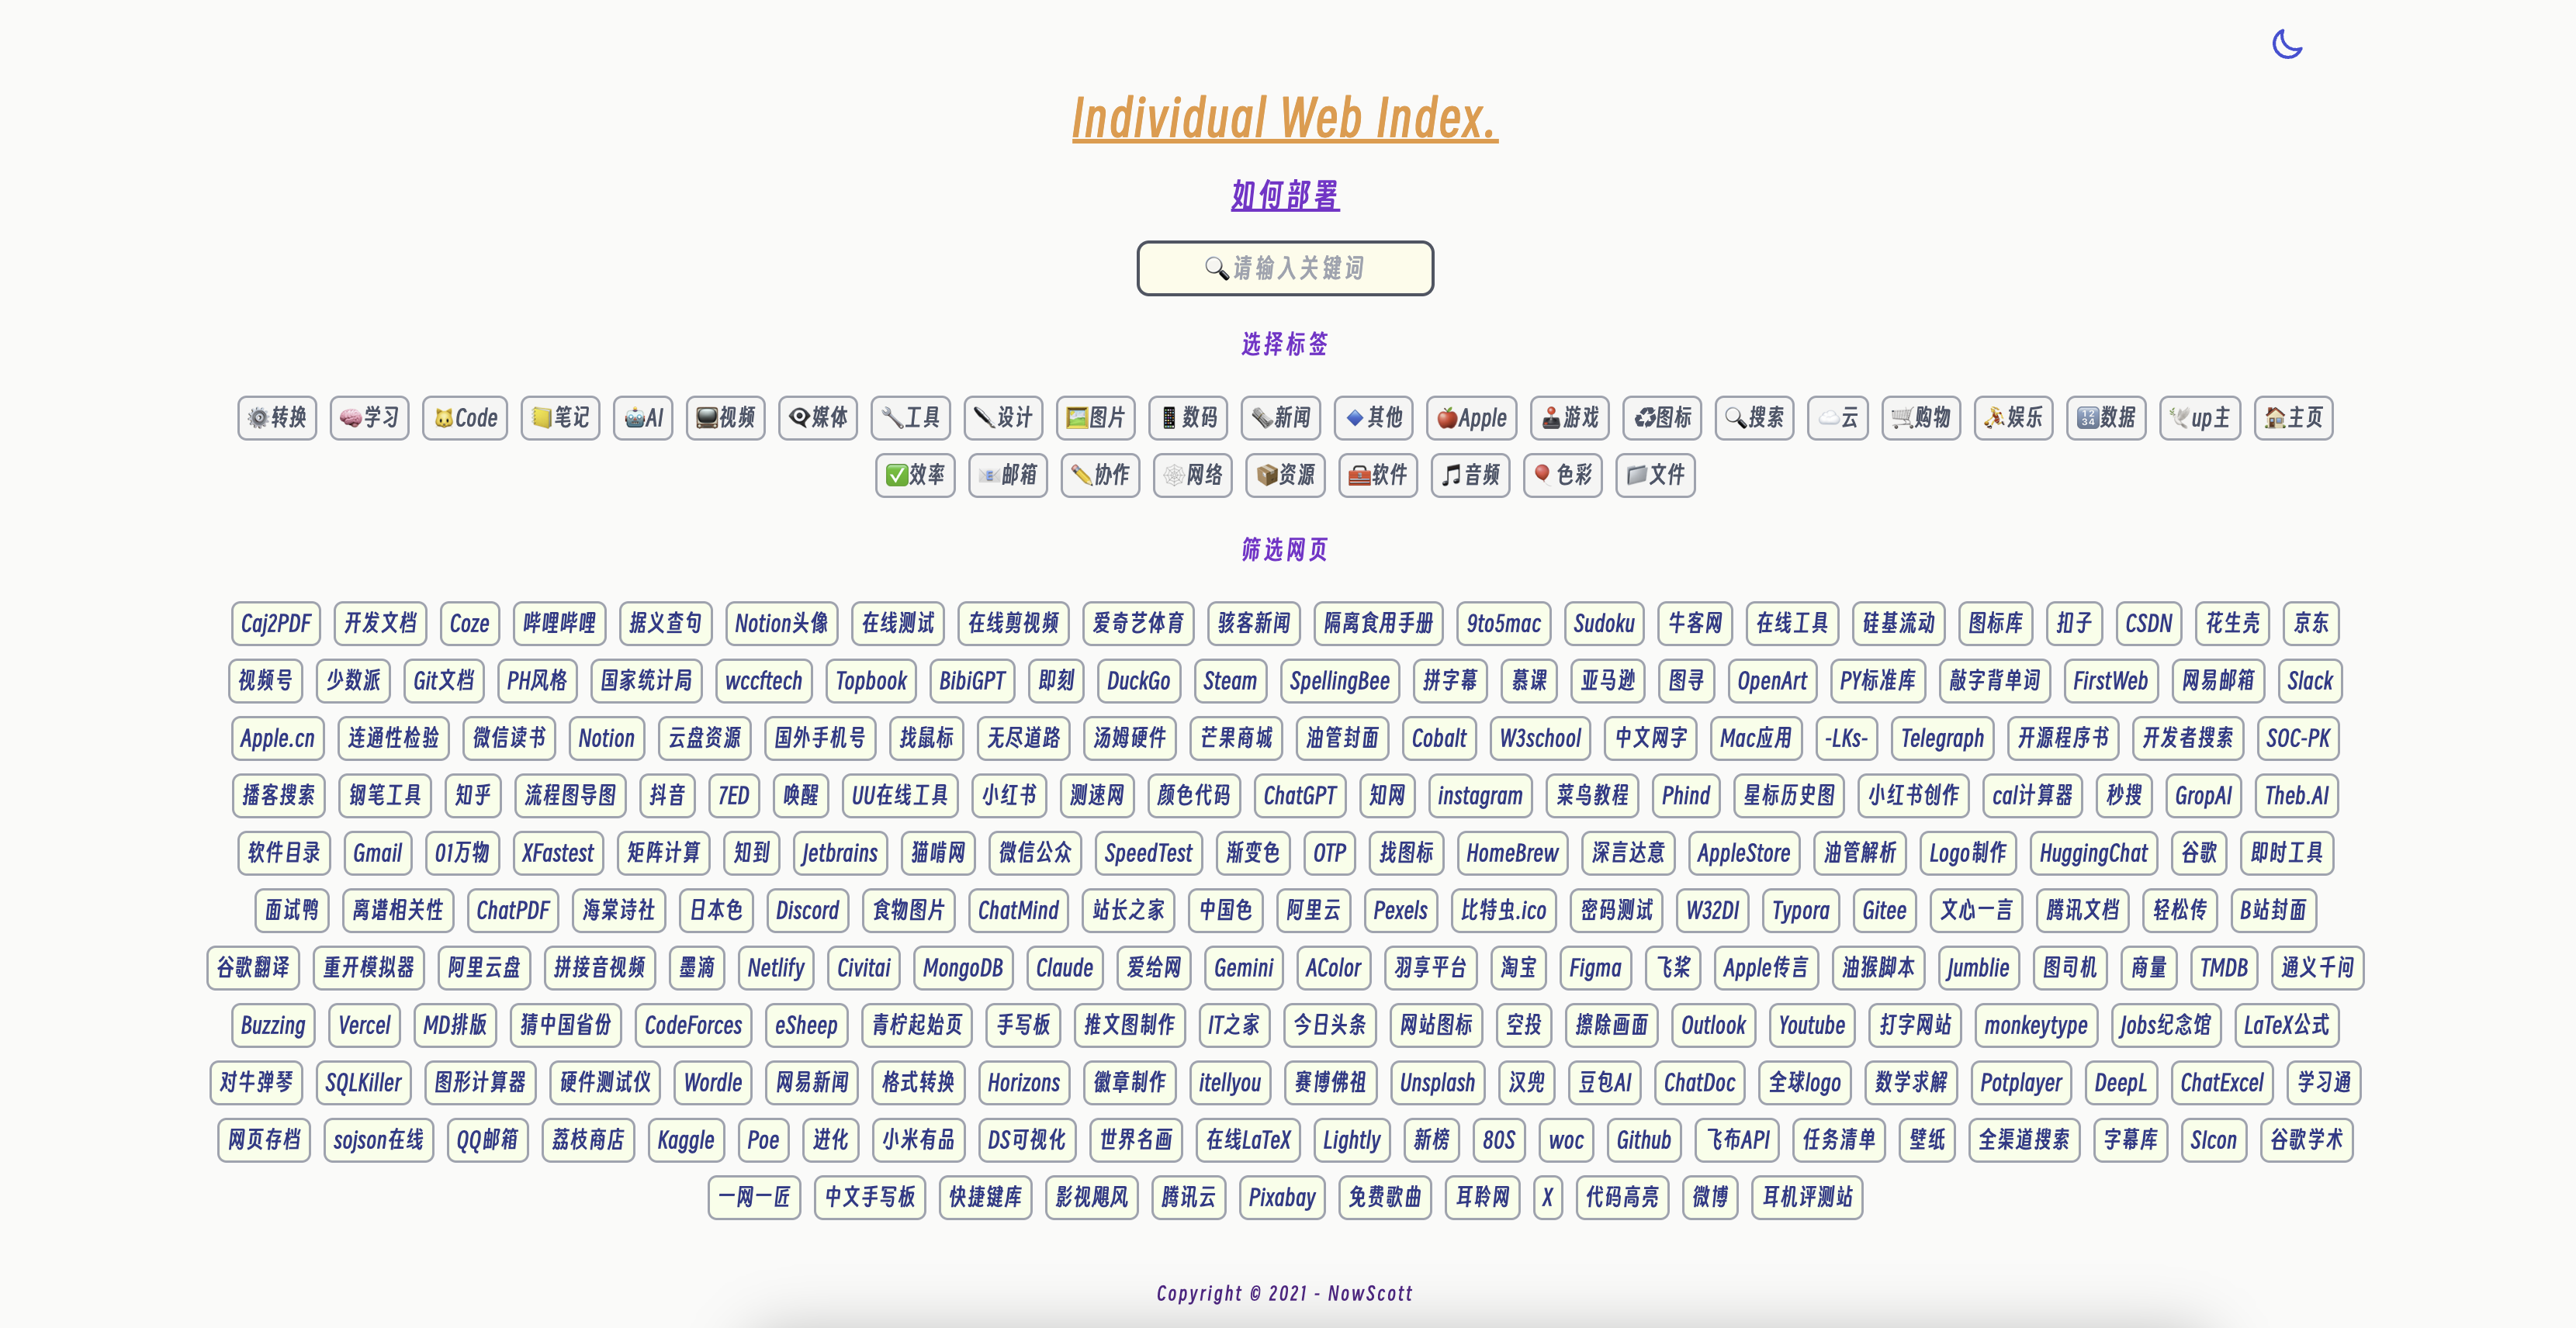 Individual Web Index.
如何部署
🔍请输入关键词
选择标签
⚙️转换 🧠学习 🐱Code 📒笔记 🤖AI 📺视频 👁️‍🗨️媒体 🔧工具 🖊️设计 🖼️图片 📱数码 🗞️新闻 🔹其他 🍎Apple 🕹️游戏 ♻图标 🔍搜索 ☁️云 🛒购物 🤾娱乐 🔢数据 🕊️up主 🏠主页
✅效率 📧邮箱 ✏️协作 🕸️网络 📦资源 🧰软件 🎵音频 🎈色彩 📁文件
筛选网页
Caj2PDF 开发文档 Coze 哔哩哔哩 据义查句 Notion头像 在线测试 在线剪视频 爱奇艺体育 骇客新闻 隔离食用手册 9to5mac Sudoku 牛客网 在线工具 硅基流动 图标库 扣子 CSDN 花生壳 京东
视频号 少数派 Git文档 PH风格 国家统计局 wccftech Topbook BibiGPT 即刻 DuckGo Steam SpellingBee 拼字幕 慕课 亚马逊 图寻 OpenArt PY标准库 敲字背单词 FirstWeb 网易邮箱 Slack
Apple.cn 连通性检验 微信读书 Notion 云盘资源 国外手机号 找鼠标 无尽道路 汤姆硬件 芒果商城 油管封面 Cobalt W3school 中文网字 Mac应用 -LKs- Telegraph 开源程序书 开发者搜索 SOC-PK
播客搜索 钢笔工具 知乎 流程图导图 抖音 7ED 唤醒 UU在线工具 小红书 测速网 颜色代码 ChatGPT 知网 instagram 菜鸟教程 Phind 星标历史图 小红书创作 cal计算器 秒搜 GropAI Theb.AI
软件目录 Gmail 01万物 XFastest 矩阵计算 知到 Jetbrains 猫啃网 微信公众 SpeedTest 渐变色 OTP 找图标 HomeBrew 深言达意 AppleStore 油管解析 Logo制作 HuggingChat 谷歌 即时工具
面试鸭 离谱相关性 ChatPDF 海棠诗社 日本色 Discord 食物图片 ChatMind 站长之家 中国色 阿里云 Pexels 比特虫.ico 密码测试 W32DI Typora Gitee 文心一言 腾讯文档 轻松传 B站封面
谷歌翻译 重开模拟器 阿里云盘 拼接音视频 墨滴 Netlify Civitai MongoDB Claude 爱给网 Gemini AColor 羽享平台 淘宝 Figma 飞桨 Apple传言 油猴脚本 Jumblie 图司机 商量 TMDB 通义千问
Buzzing Vercel MD排版 猜中国省份 CodeForces eSheep 青柠起始页 手写板 推文图制作 IT之家 今日头条 网站图标 空投 擦除画面 Outlook Youtube 打字网站 monkeytype Jobs纪念馆 LaTeX公式
对牛弹琴 SQLKiller 图形计算器 硬件测试仪 Wordle 网易新闻 格式转换 Horizons 徽章制作 itellyou 赛博佛祖 Unsplash 汉兜 豆包AI ChatDoc 全球logo 数学求解 Potplayer DeepL ChatExcel 学习通
网页存档 sojson在线 QQ邮箱 荔枝商店 Kaggle Poe 进化 小米有品 DS可视化 世界名画 在线LaTeX Lightly 新榜 80S woc Github 飞布API 任务清单 壁纸 全渠道搜索 字幕库 SIcon 谷歌学术
一网一匠 中文手写板 快捷键库 影视飓风 腾讯云 Pixabay 免费歌曲 耳聆网 X 代码高亮 微博 耳机评测站
Copyright © 2021 - NowScott